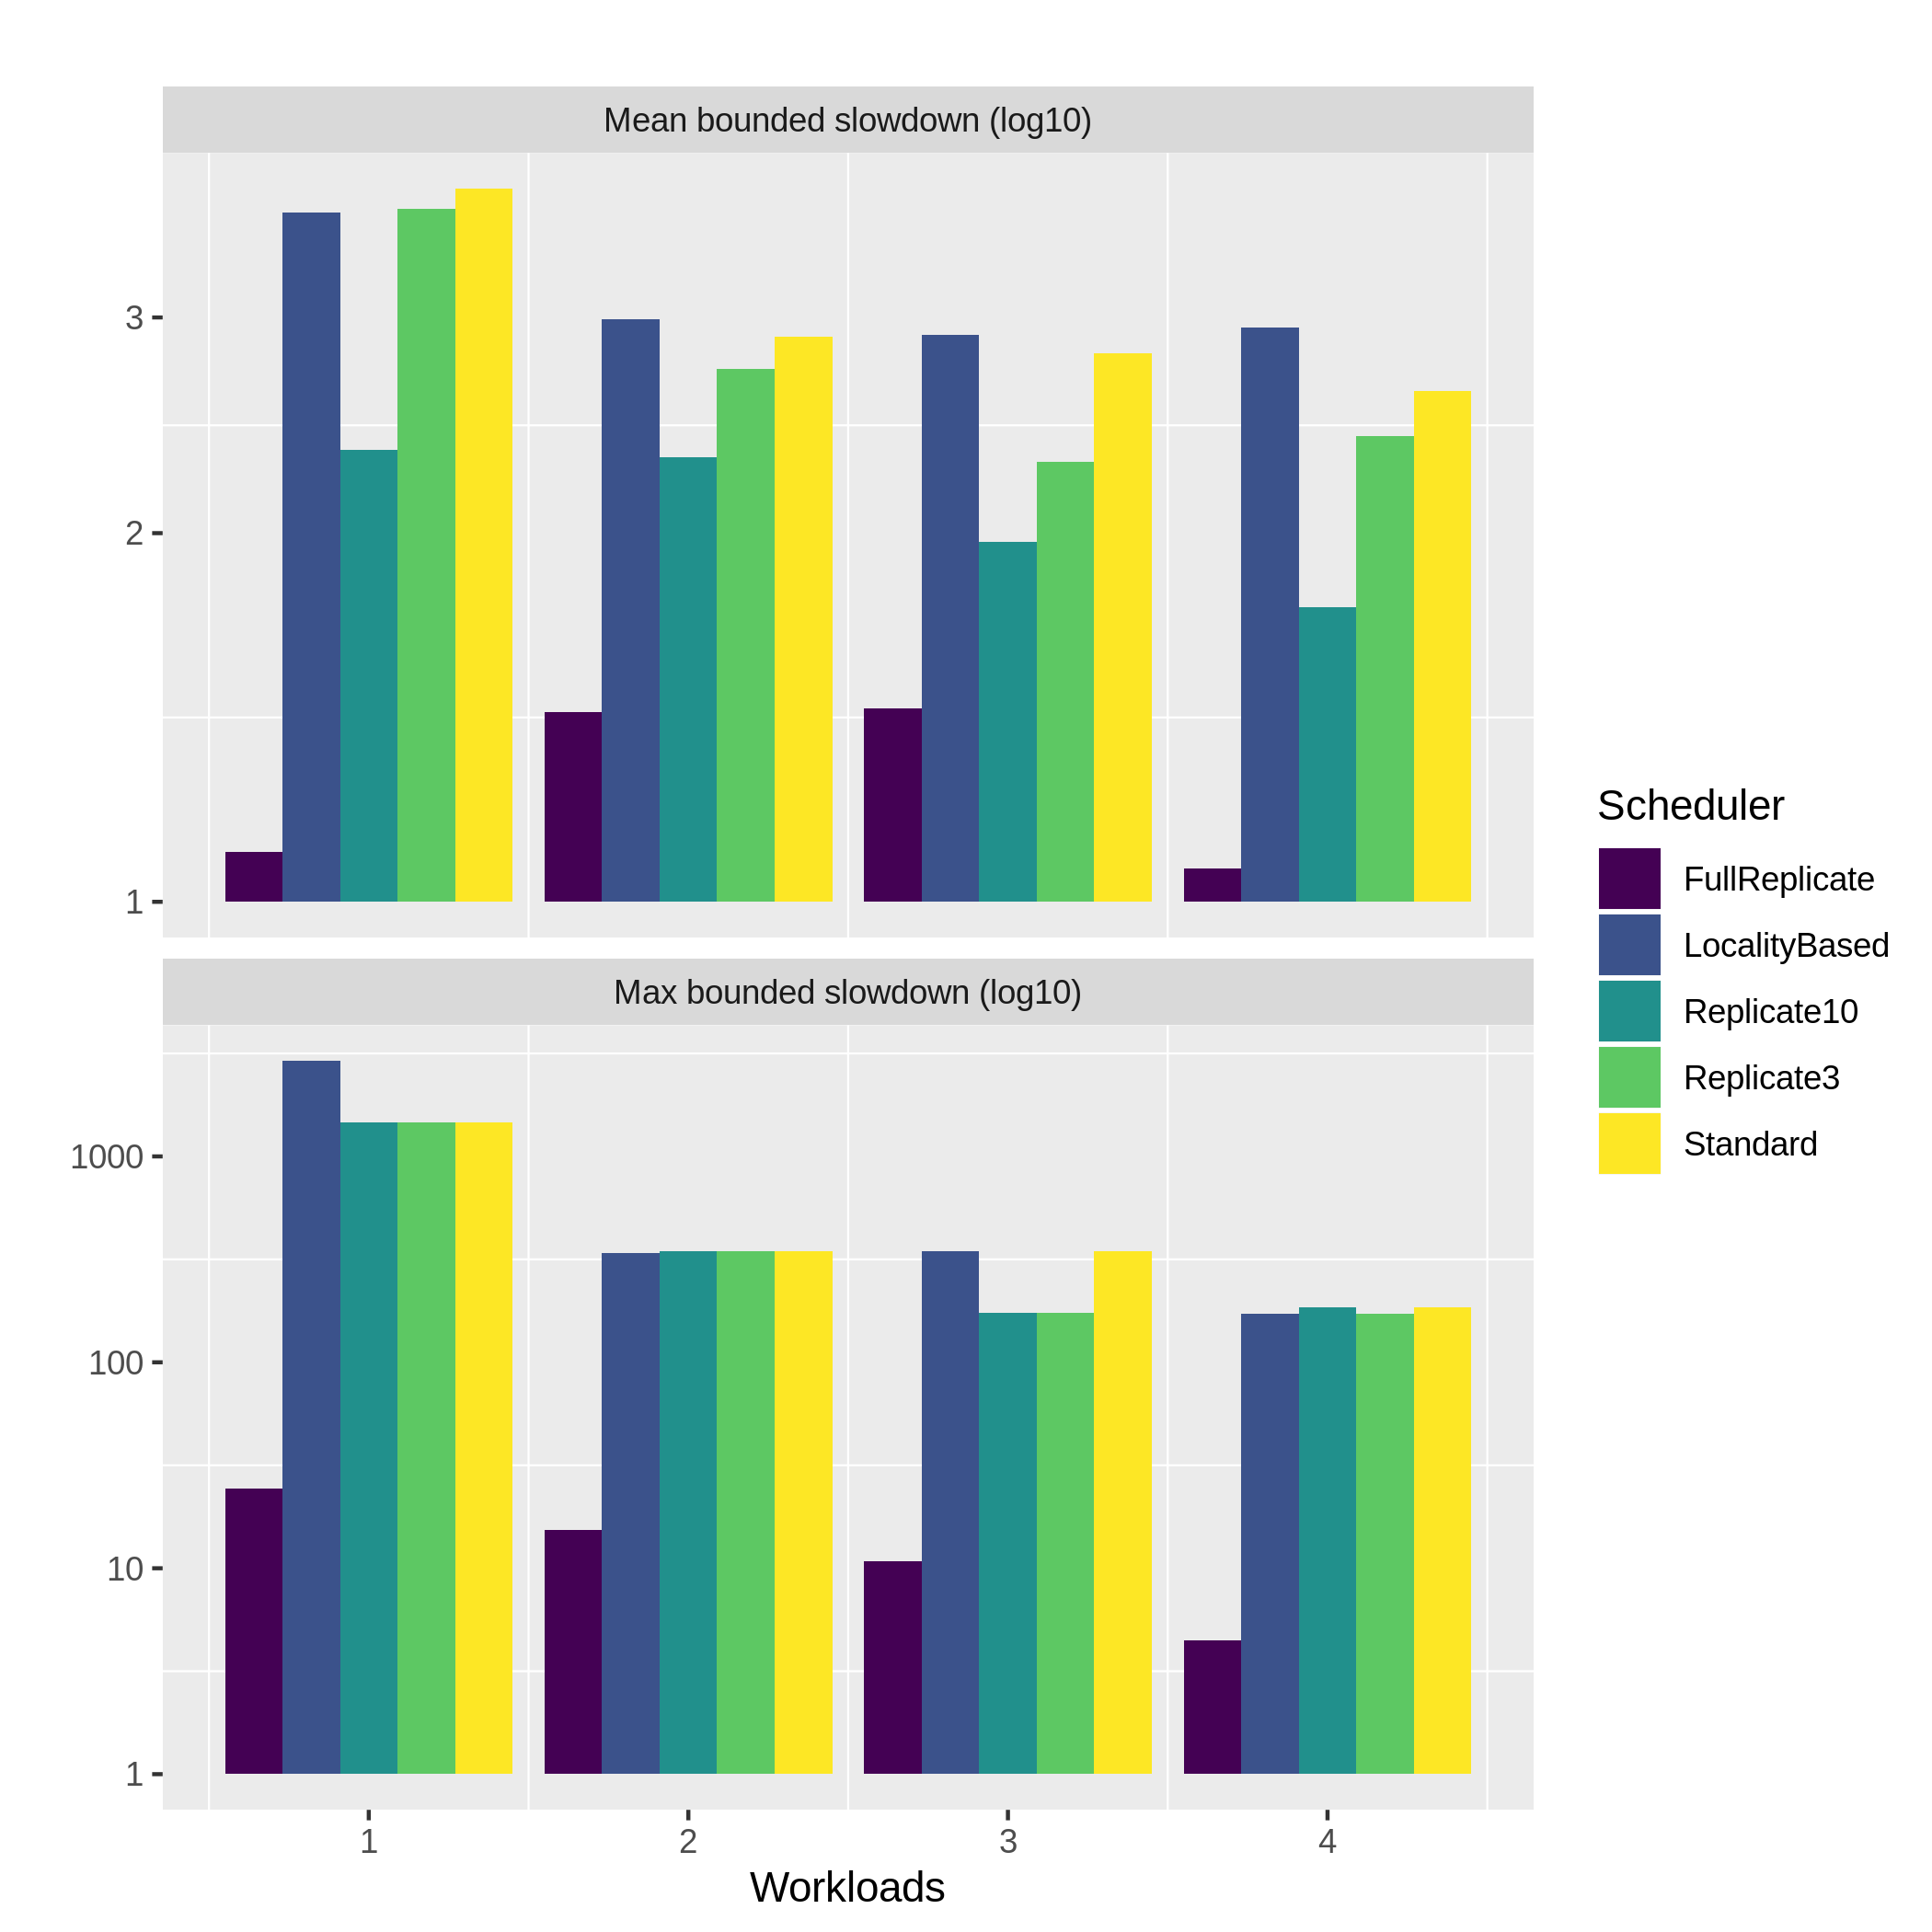 Mean bounded slowdown (log10)
3
2
1
Max bounded slowdown (log10)
1000
100
10
1
1 2 3 4
Workloads
Scheduler
FullReplicate
LocalityBased
Replicate10
Replicate3
Standard